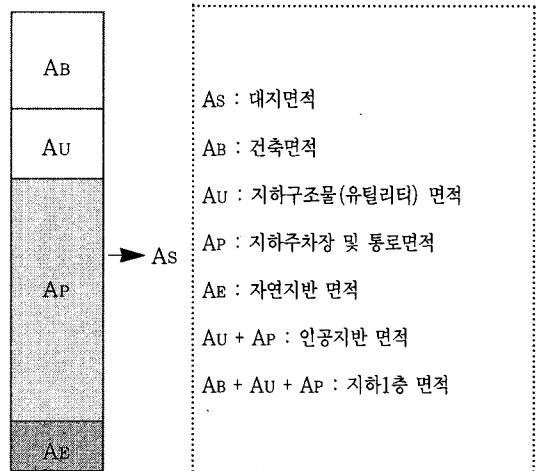 AB
AU
AP
AE
As
As : 대지면적
AB : 건축면적
AU : 지하구조물(유틸리티) 면적
AP : 지하주차장 및 통로면적
AE : 자연지반 면적
AU + AP : 인공지반 면적
AB + AU + AP : 지하1층 면적